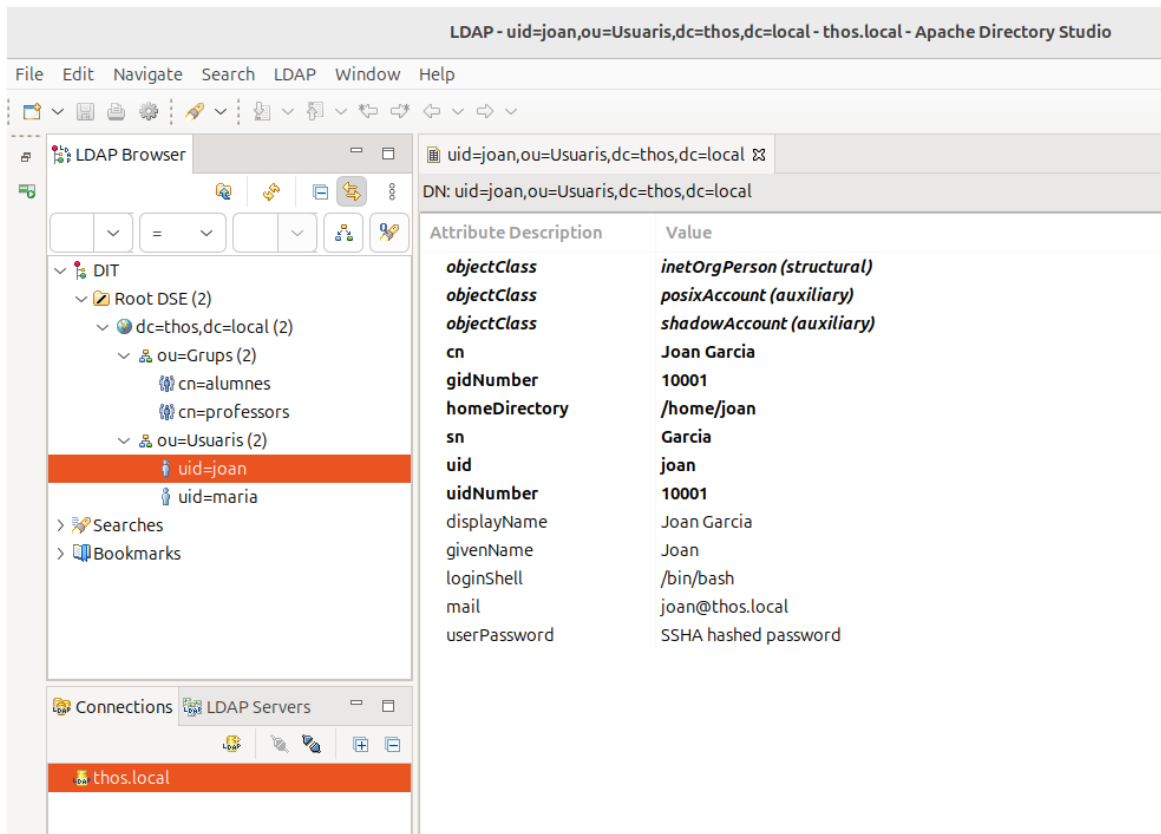 LDAP - uid=joan,ou=Usuaris,dc=thos,dc=local - thos.local - Apache Directory Studio
File Edit Navigate Search LDAP Window Help
LDAP Browser
=
DIT
Root DSE (2)
dc=thos,dc=local (2)
ou=Grups (2)
cn=alumnes
cn=professors
ou=Usuaris (2)
uid=joan
uid=maria
Searches
Bookmarks
Connections LDAP Servers
thos.local
uid=joan,ou=Usuaris,dc=thos,dc=local
DN: uid=joan,ou=Usuaris,dc=thos,dc=local
Attribute Description Value
objectClass inetOrgPerson (structural)
objectClass posixAccount (auxiliary)
objectClass shadowAccount (auxiliary)
cn Joan Garcia
gidNumber 10001
homeDirectory /home/joan
sn Garcia
uid joan
uidNumber 10001
displayName Joan Garcia
givenName Joan
loginShell /bin/bash
mail joan@thos.local
userPassword SSHA hashed password